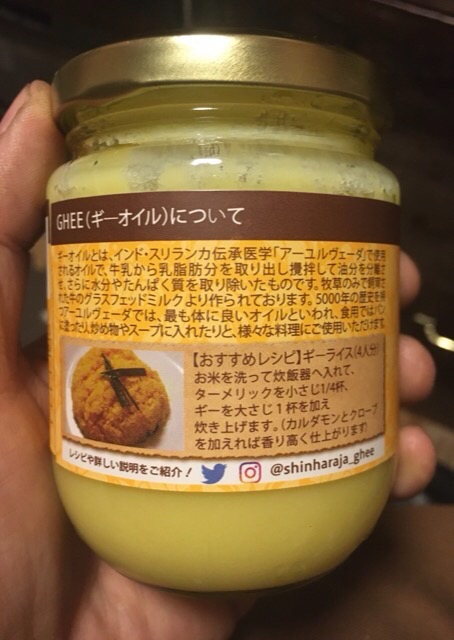 GHEE(ギーオイル)について
ギーオイルとは、インド・スリランカ伝承医学「アーユルヴェーダ」で使用
されるオイルで、牛乳から乳脂肪分を取り出し攪拌して油分を分離さ
せ、さらに水分やたんぱく質を取り除いたものです。牧草のみで飼育さ
れた牛のグラスフェッドミルクより作られております。5000年の歴史を持
つアーユルヴェーダでは、最も体に良いオイルといわれ、食用ではパン
に塗ったり、炒め物やスープに入れたりと、様々な料理にご使用いただけます。
【おすすめレシピ】ギーライス(4人分)
お米を洗って炊飯器へ入れて、
ターメリックを小さじ1/4杯、
ギーを大さじ1杯を加え
炊き上げます。(カルダモンとクローブ
を加えれば香り高く仕上がります)
レシピや詳しい説明をご紹介!
@shinharaja_ghee